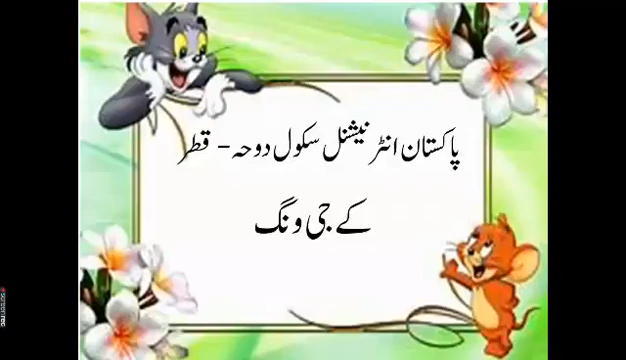 پاکستان انٹرنیشنل سکول دوحہ - قطر
کے جی ونگ